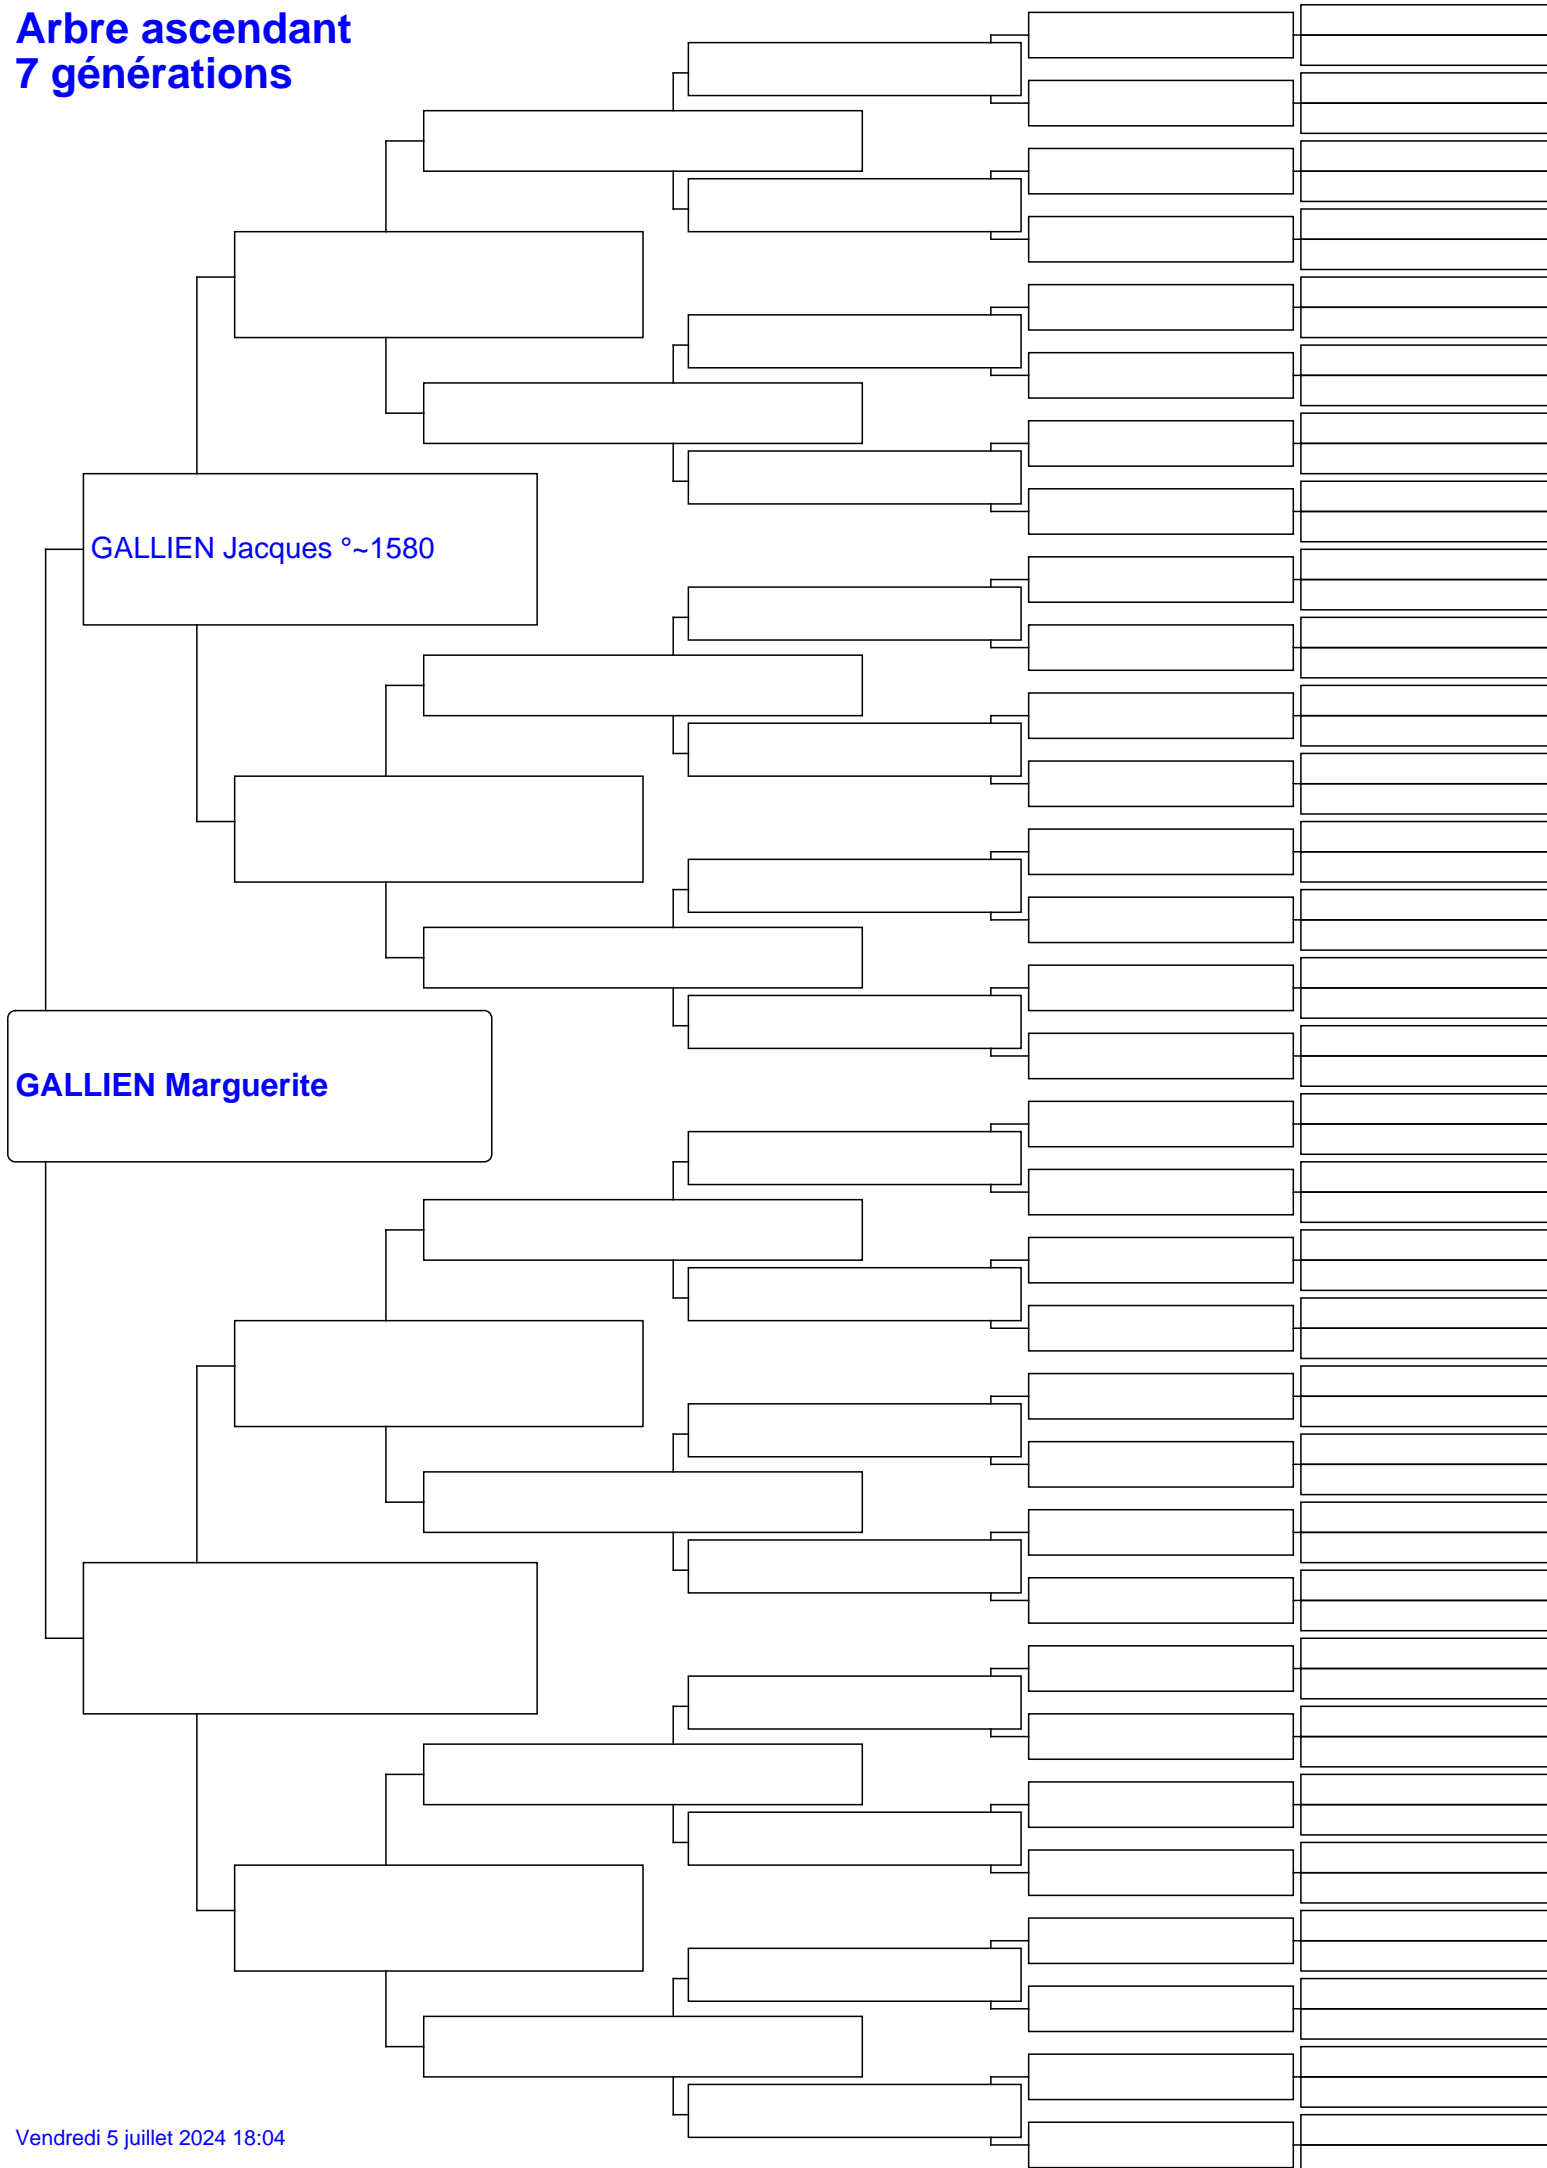 Arbre ascendant
7 générations
GALLIEN Jacques °~1580
GALLIEN Marguerite
Vendredi 5 juillet 2024 18:04